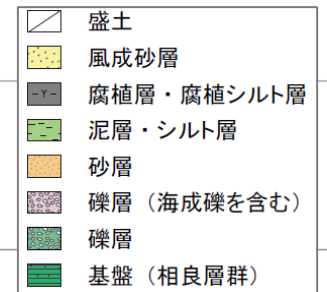 盛土
風成砂層
腐植層・腐植シルト層
泥層・シルト層
砂層
礫層（海成礫を含む）
礫層
基盤（相良層群）